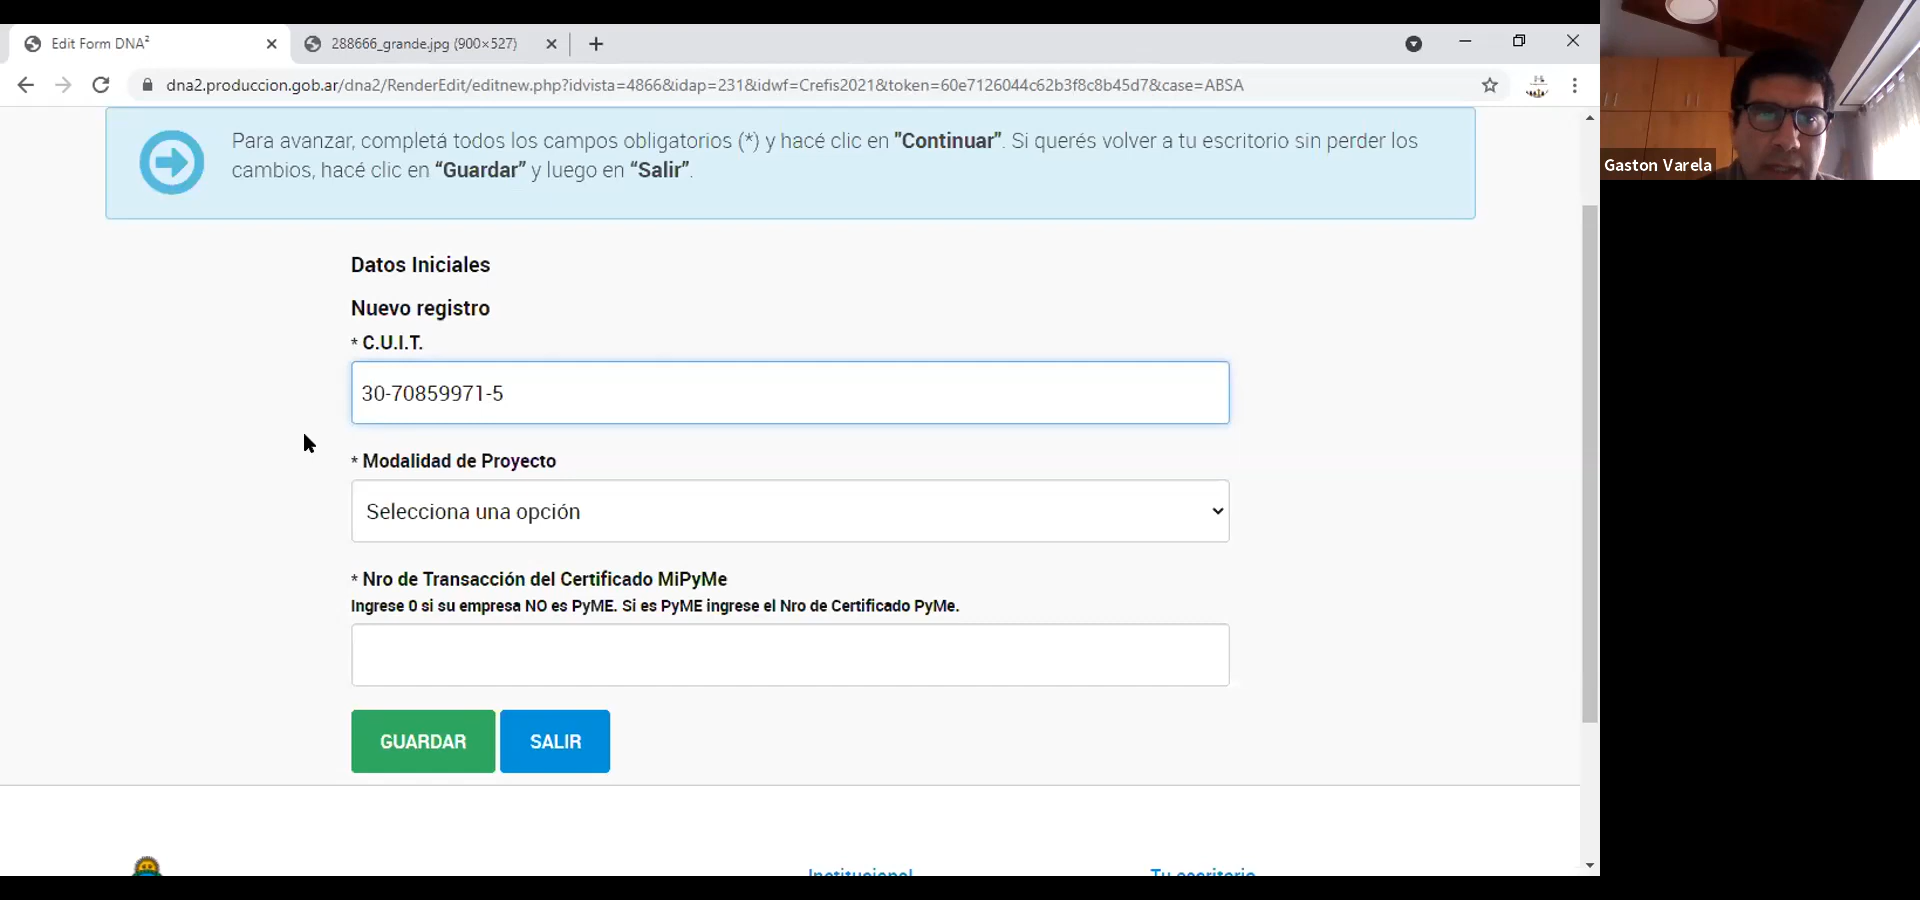 Edit Form DNA²
288666_grande.jpg (900×527)
dna2.produccion.gob.ar/dna2/RenderEdit/editnew.php?idvista=4866&idap=231&idwf=Crefis2021&token=60e7126044c62b3f8c8b45d7&case=ABSA
Para avanzar, completá todos los campos obligatorios (*) y hacé clic en "Continuar". Si querés volver a tu escritorio sin perder los
cambios, hacé clic en “Guardar” y luego en “Salir”.
Gaston Varela
Datos Iniciales
Nuevo registro
* C.U.I.T.
30-70859971-5
* Modalidad de Proyecto
Selecciona una opción
* Nro de Transacción del Certificado MiPyMe
Ingrese 0 si su empresa NO es PyME. Si es PyME ingrese el Nro de Certificado PyMe.
GUARDAR SALIR
Institucional Tu escritorio